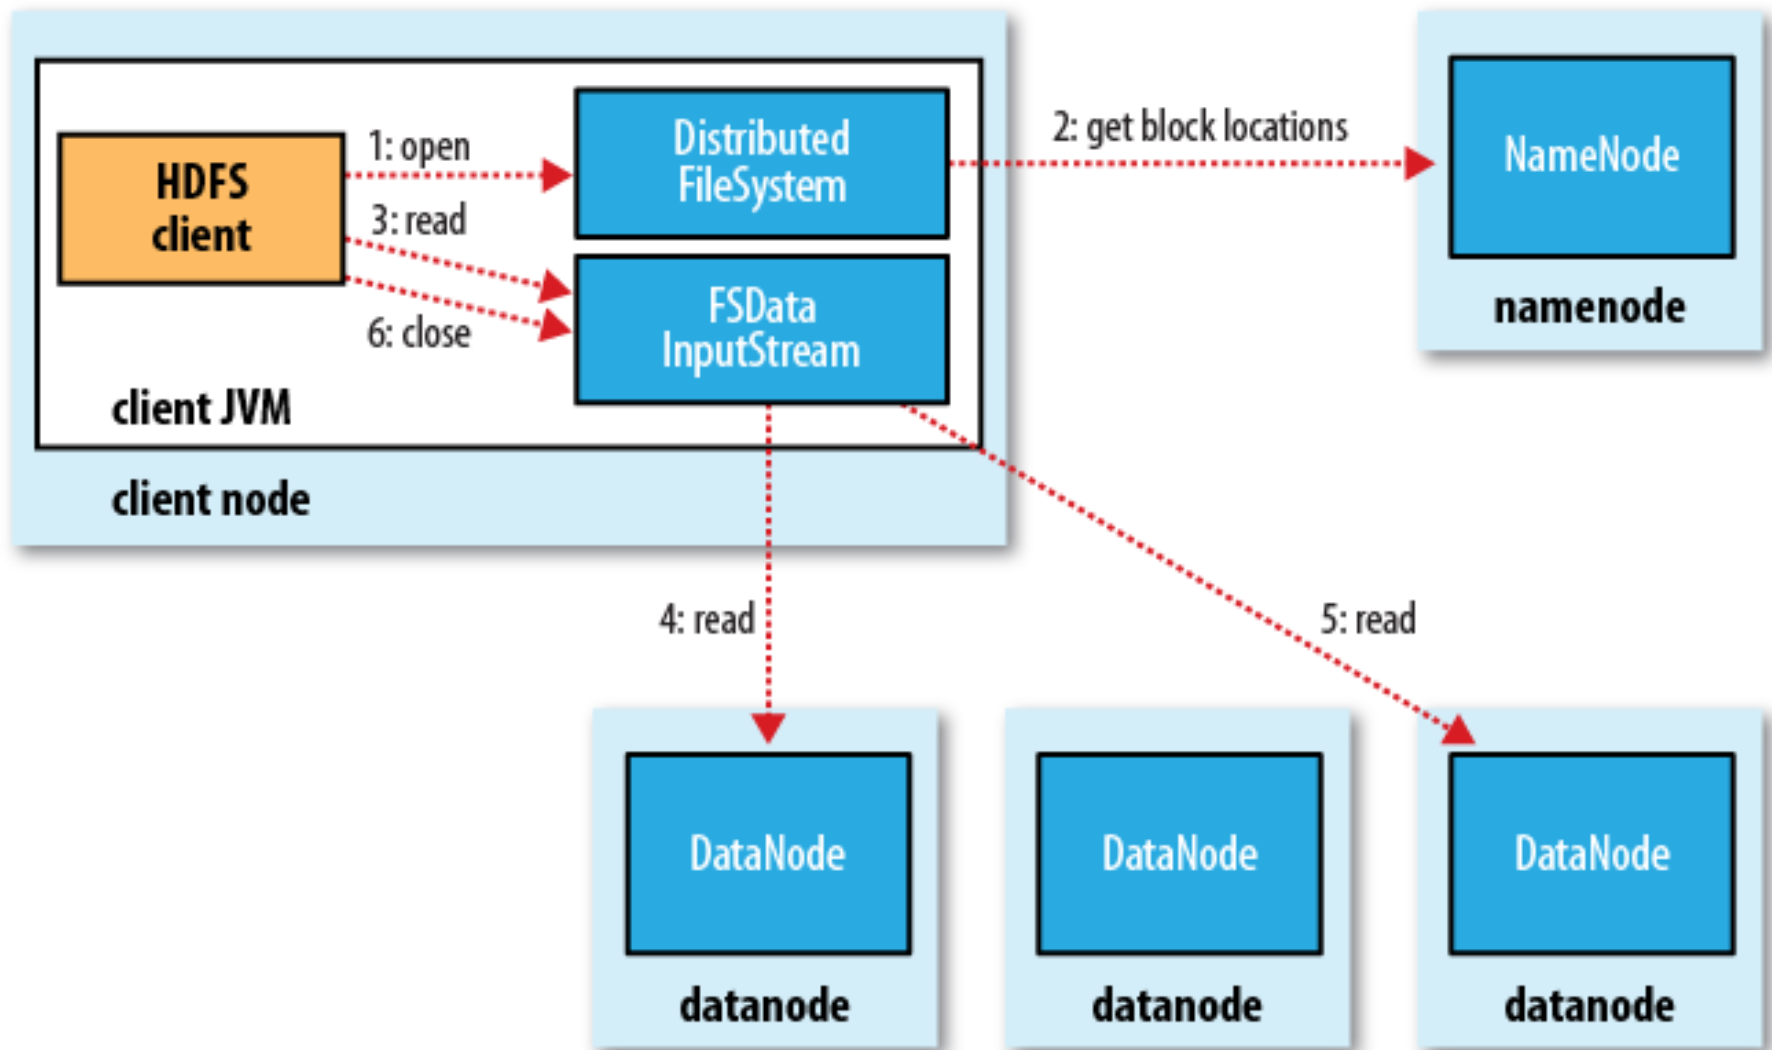 HDFS
client
1: open
3: read
6: close
Distributed
FileSystem
FSData
InputStream
client JVM
client node
2: get block locations
NameNode
namenode
4: read
5: read
DataNode
datanode
DataNode
datanode
DataNode
datanode